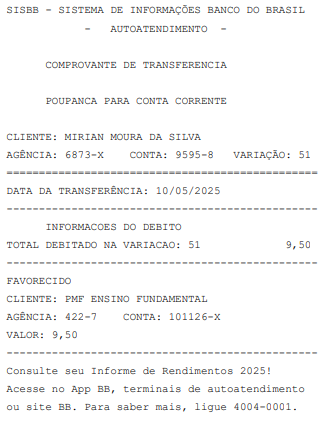 SISBB - SISTEMA DE INFORMAÇÕES BANCO DO BRASIL
- AUTOATENDIMENTO -
COMPROVANTE DE TRANSFERENCIA
POUPANCA PARA CONTA CORRENTE
CLIENTE: MIRIAN MOURA DA SILVA
AGÊNCIA: 6873-X CONTA: 9595-8 VARIAÇÃO: 51
================================================
DATA DA TRANSFERÊNCIA: 10/05/2025
------------------------------------------------
INFORMACOES DO DEBITO
TOTAL DEBITADO NA VARIACAO: 51 9,50
------------------------------------------------
FAVORECIDO
CLIENTE: PMF ENSINO FUNDAMENTAL
AGÊNCIA: 422-7 CONTA: 101126-X
VALOR: 9,50
------------------------------------------------
Consulte seu Informe de Rendimentos 2025!
Acesse no App BB, terminais de autoatendimento
ou site BB. Para saber mais, ligue 4004-0001.